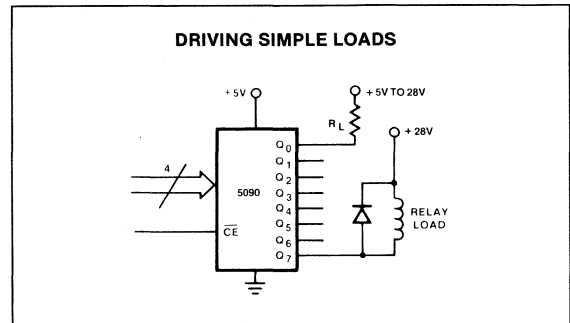 DRIVING SIMPLE LOADS
+5V
+5V TO 28V
RL
+28V
4
5090
CE
Q0
Q1
Q2
Q3
Q4
Q5
Q6
Q7
RELAY
LOAD